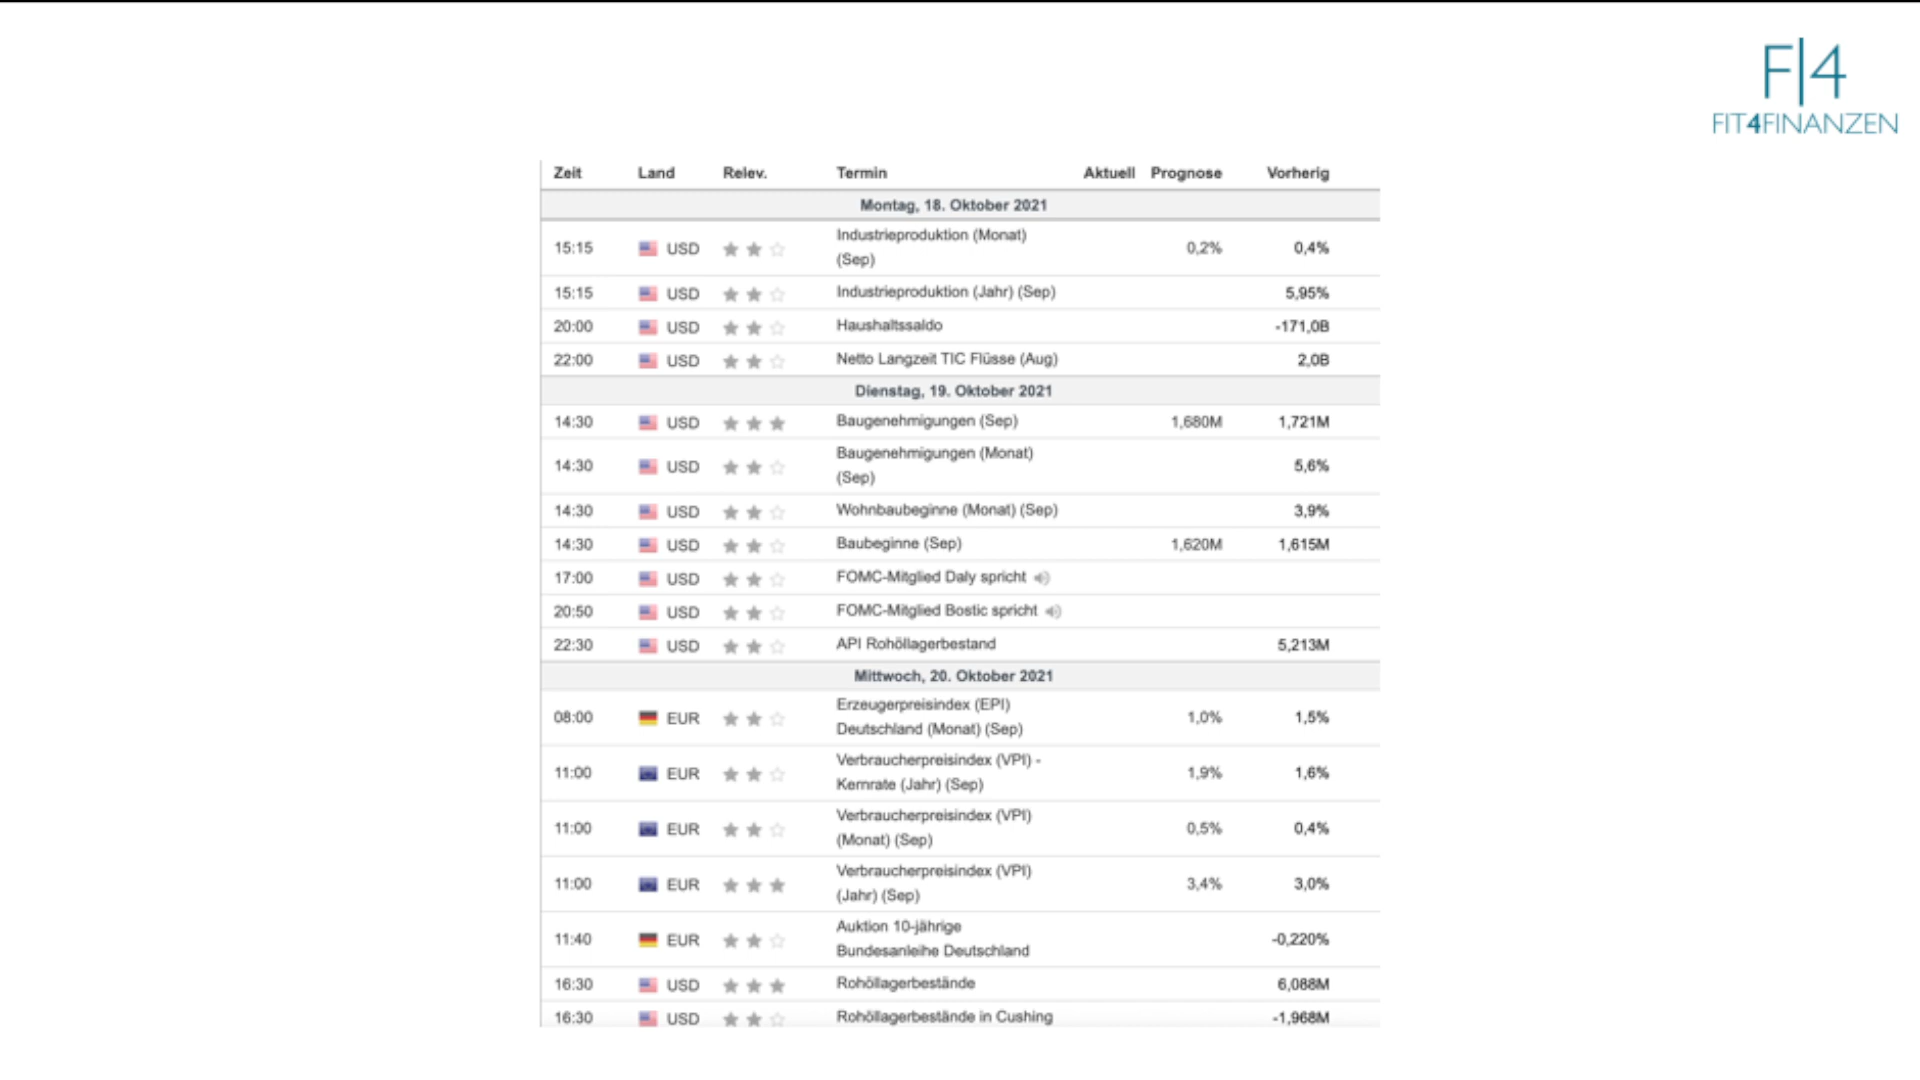 F|4
FIT4FINANZEN
Zeit Land Relev. Termin Aktuell Prognose Vorherig
Montag, 18. Oktober 2021
15:15 USD Industrieproduktion (Monat) (Sep) 0,2% 0,4%
15:15 USD Industrieproduktion (Jahr) (Sep) 5,95%
20:00 USD Haushaltssaldo -171,0B
22:00 USD Netto Langzeit TIC Flüsse (Aug) 2,0B
Dienstag, 19. Oktober 2021
14:30 USD Baugenehmigungen (Sep) 1,680M 1,721M
14:30 USD Baugenehmigungen (Monat) (Sep) 5,6%
14:30 USD Wohnbaubeginne (Monat) (Sep) 3,9%
14:30 USD Baubeginne (Sep) 1,620M 1,615M
17:00 USD FOMC-Mitglied Daly spricht
20:50 USD FOMC-Mitglied Bostic spricht
22:30 USD API Rohöllagerbestand 5,213M
Mittwoch, 20. Oktober 2021
08:00 EUR Erzeugerpreisindex (EPI) Deutschland (Monat) (Sep) 1,0% 1,5%
11:00 EUR Verbraucherpreisindex (VPI) - Kernrate (Jahr) (Sep) 1,9% 1,6%
11:00 EUR Verbraucherpreisindex (VPI) (Monat) (Sep) 0,5% 0,4%
11:00 EUR Verbraucherpreisindex (VPI) (Jahr) (Sep) 3,4% 3,0%
11:40 EUR Auktion 10-jährige Bundesanleihe Deutschland -0,220%
16:30 USD Rohöllagerbestände 6,088M
16:30 USD Rohöllagerbestände in Cushing -1,968M